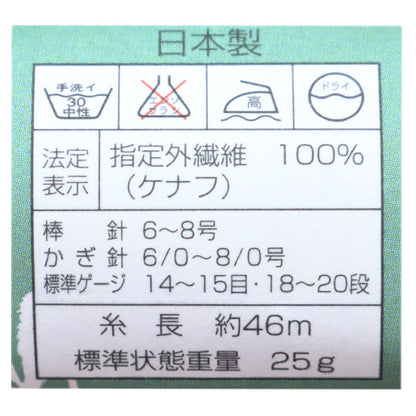 日本製
手洗イ
30
中性
エンソ
サラシ
高
ドライ
法定 指定外繊維 100%
表示 (ケナフ)
棒針 6~8号
かぎ針 6/0~8/0号
標準ゲージ 14~15目・18~20段
糸長 約46m
標準状態重量 25g